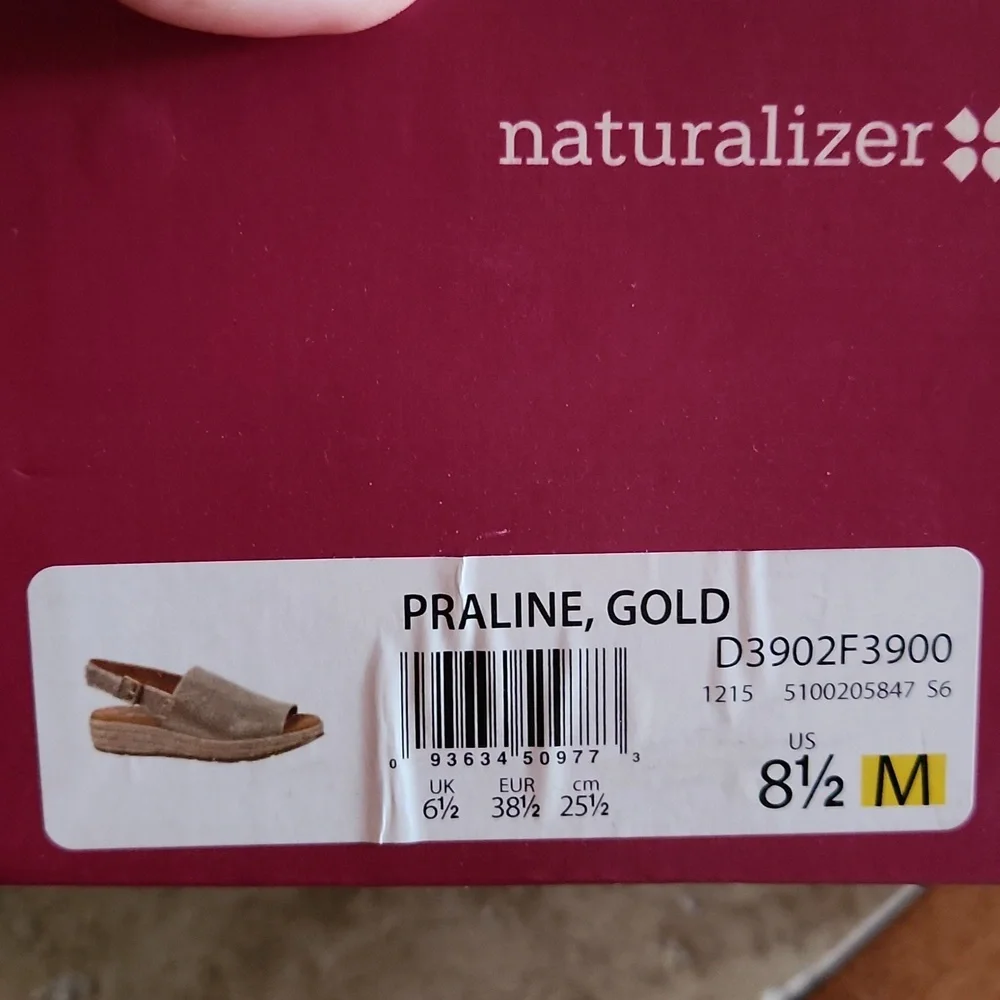 naturalizer
PRALINE, GOLD
D3902F3900
1215 5100205847 S6
0 93634 50977 3
UK EUR cm
6½ 38½ 25½
US
8½ M